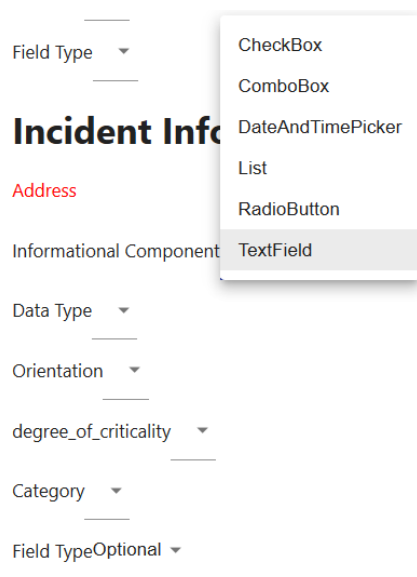 Field Type
CheckBox
ComboBox
Incident Info
DateAndTimePicker
List
Address
RadioButton
Informational Component
TextField
Data Type
Orientation
degree_of_criticality
Category
Field TypeOptional